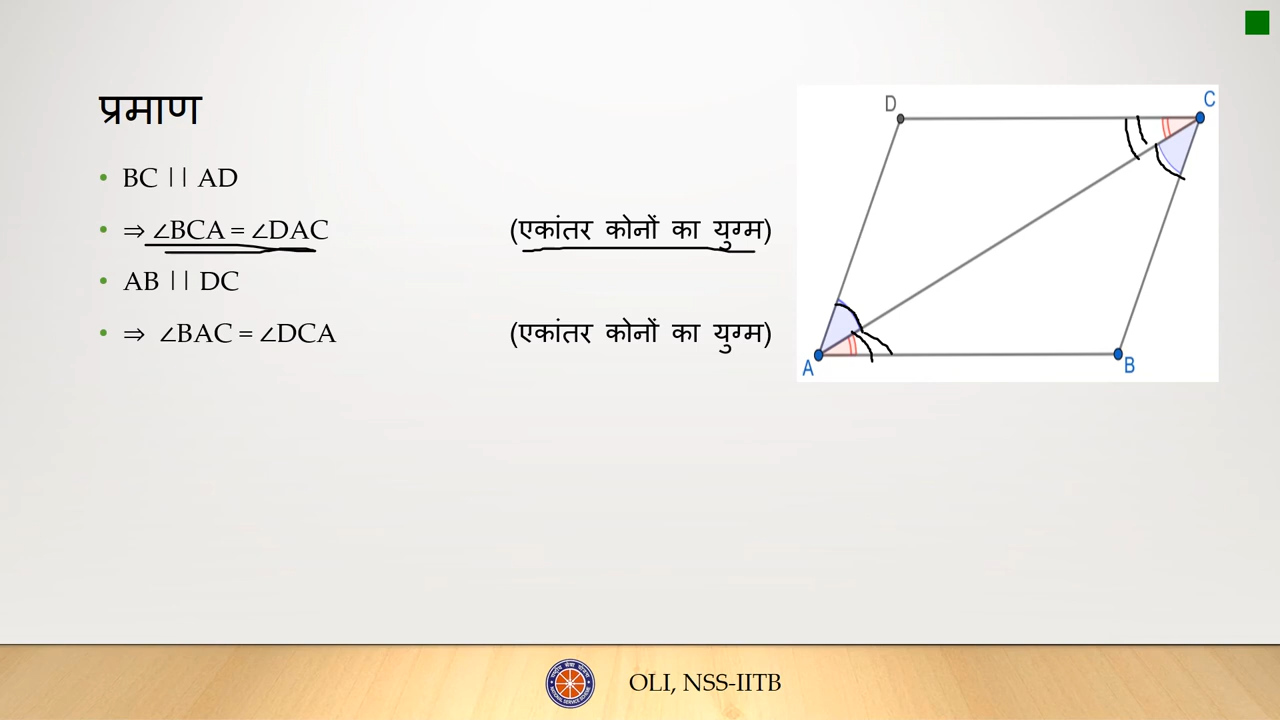 प्रमाण
• BC || AD
• ⇒ ∠BCA = ∠DAC (एकांतर कोनों का युग्म)
• AB || DC
• ⇒ ∠BAC = ∠DCA (एकांतर कोनों का युग्म)
D C
A B
OLI, NSS-IITB